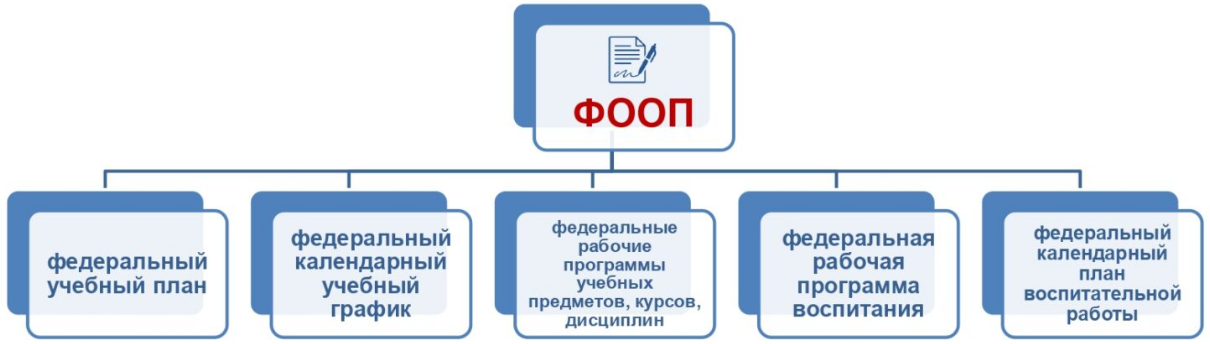 ФООП
федеральный
учебный план
федеральный
календарный
учебный
график
федеральные
рабочие
программы
учебных
предметов, курсов,
дисциплин
федеральная
рабочая
программа
воспитания
федеральный
календарный
план
воспитательной
работы